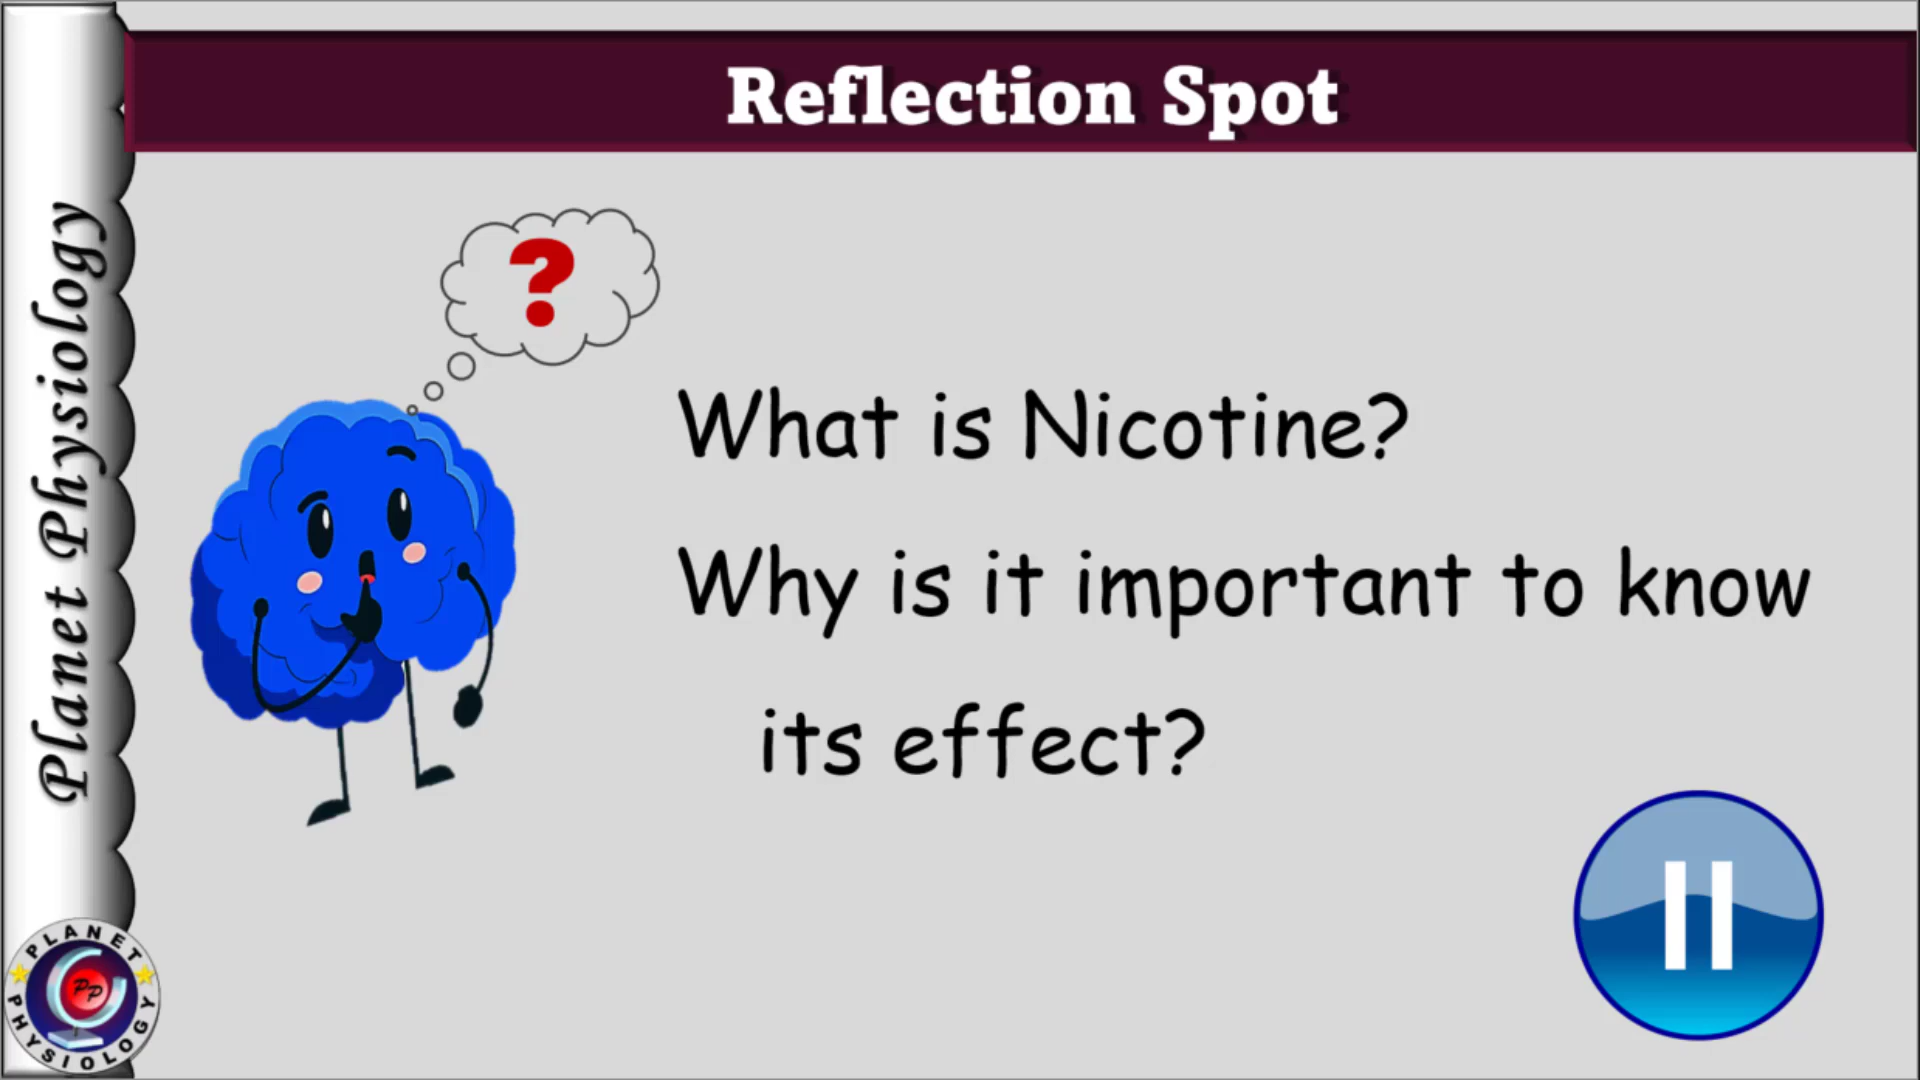 Reflection Spot
?
What is Nicotine?
Why is it important to know
its effect?
Planet Physiology
PLANET
PP
PHYSIOLOGY